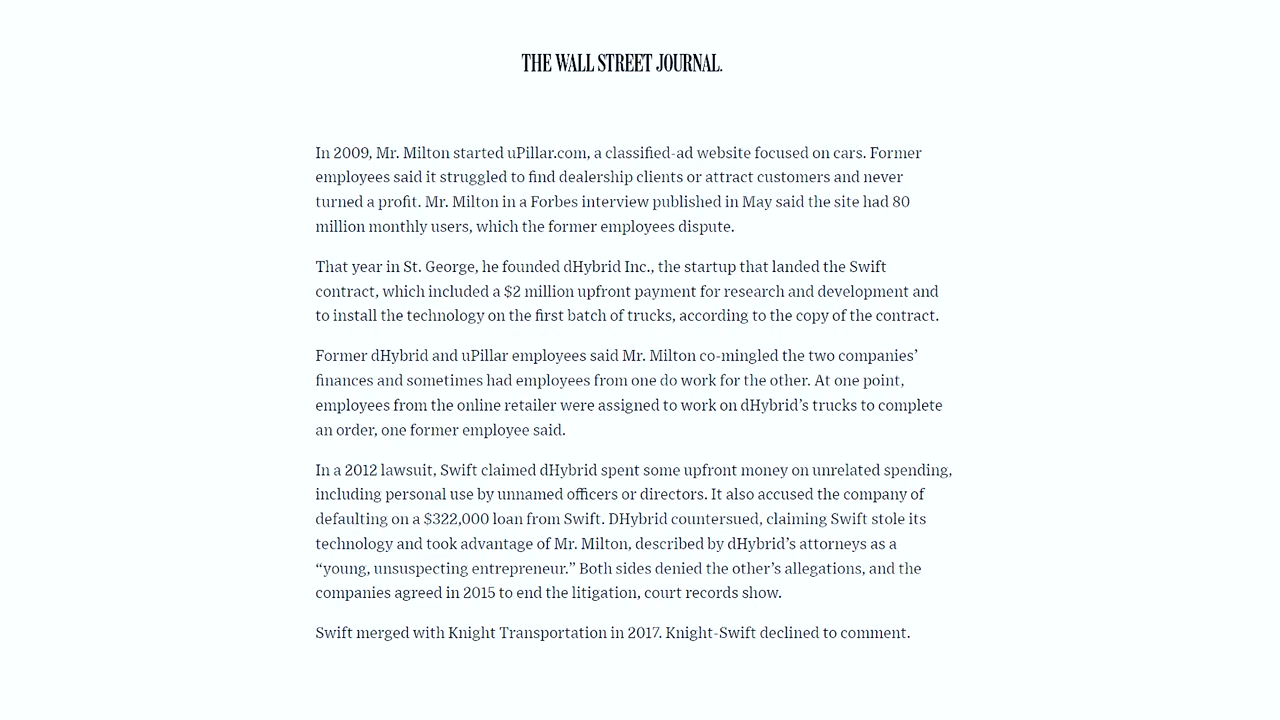 THE WALL STREET JOURNAL.
In 2009, Mr. Milton started uPillar.com, a classified-ad website focused on cars. Former
employees said it struggled to find dealership clients or attract customers and never
turned a profit. Mr. Milton in a Forbes interview published in May said the site had 80
million monthly users, which the former employees dispute.
That year in St. George, he founded dHybrid Inc., the startup that landed the Swift
contract, which included a $2 million upfront payment for research and development and
to install the technology on the first batch of trucks, according to the copy of the contract.
Former dHybrid and uPillar employees said Mr. Milton co-mingled the two companies’
finances and sometimes had employees from one do work for the other. At one point,
employees from the online retailer were assigned to work on dHybrid’s trucks to complete
an order, one former employee said.
In a 2012 lawsuit, Swift claimed dHybrid spent some upfront money on unrelated spending,
including personal use by unnamed officers or directors. It also accused the company of
defaulting on a $322,000 loan from Swift. DHybrid countersued, claiming Swift stole its
technology and took advantage of Mr. Milton, described by dHybrid’s attorneys as a
“young, unsuspecting entrepreneur.” Both sides denied the other’s allegations, and the
companies agreed in 2015 to end the litigation, court records show.
Swift merged with Knight Transportation in 2017. Knight-Swift declined to comment.